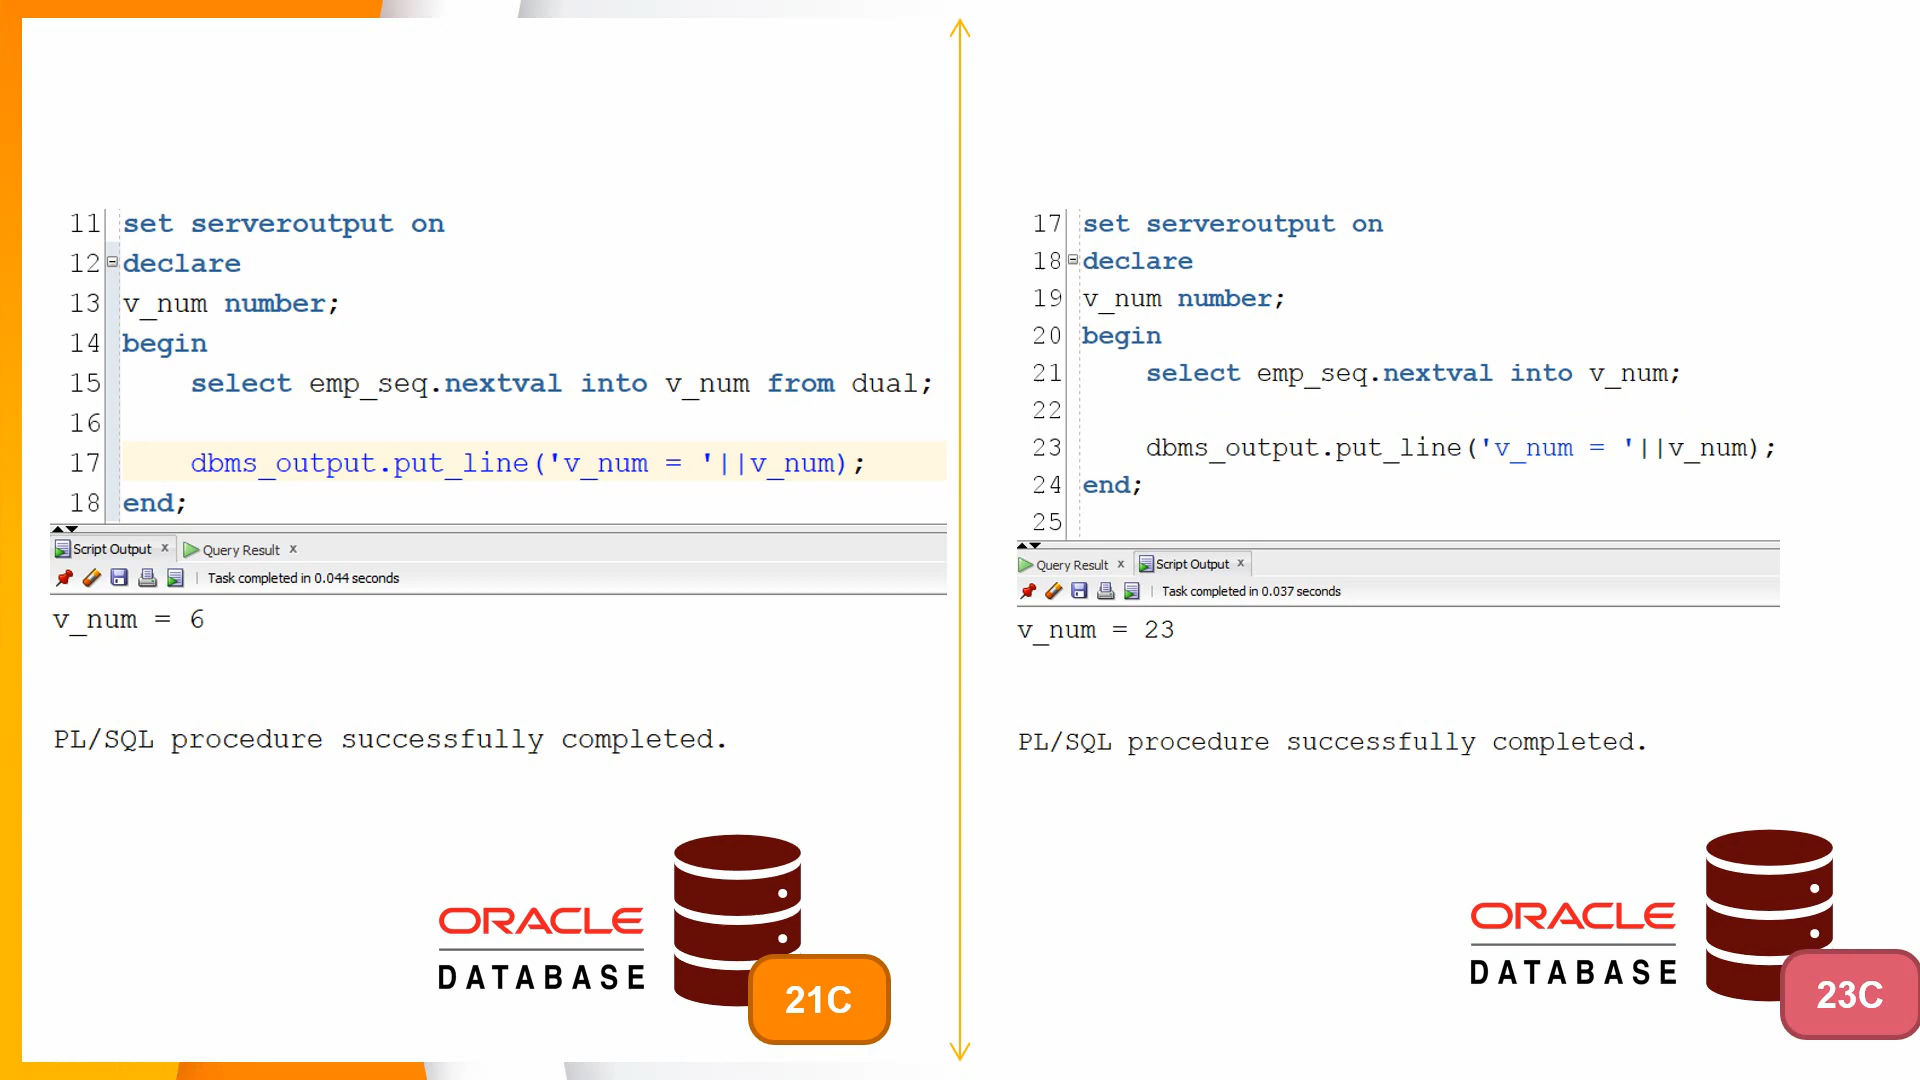 11 set serveroutput on
12 declare
13 v_num number;
14 begin
15 select emp_seq.nextval into v_num from dual;
16
17 dbms_output.put_line('v_num = '||v_num);
18 end;
Script Output x Query Result x
Task completed in 0.044 seconds
v_num = 6
PL/SQL procedure successfully completed.
ORACLE
DATABASE
21C
17 set serveroutput on
18 declare
19 v_num number;
20 begin
21 select emp_seq.nextval into v_num;
22
23 dbms_output.put_line('v_num = '||v_num);
24 end;
25
Query Result x Script Output x
Task completed in 0.037 seconds
v_num = 23
PL/SQL procedure successfully completed.
ORACLE
DATABASE
23C